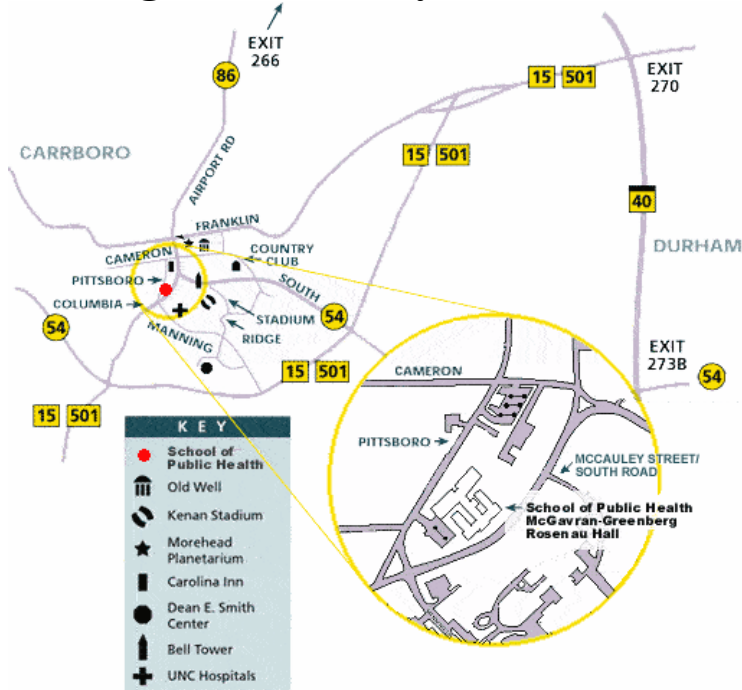 EXIT
266
86
15 501
EXIT
270
CARRBORO
AIRPORT RD
15 501
40
FRANKLIN
DURHAM
CAMERON
COUNTRY
CLUB
PITTSBORO
SOUTH
COLUMBIA
54
STADIUM
54
MANNING
RIDGE
EXIT
273B
54
15 501
CAMERON
15 501
KEY
School of
Public Health
Old Well
Kenan Stadium
Morehead
Planetarium
Carolina Inn
Dean E. Smith
Center
Bell Tower
UNC Hospitals
PITTSBORO
MCCAULEY STREET/
SOUTH ROAD
School of Public Health
McGavran-Greenberg
Rosenau Hall